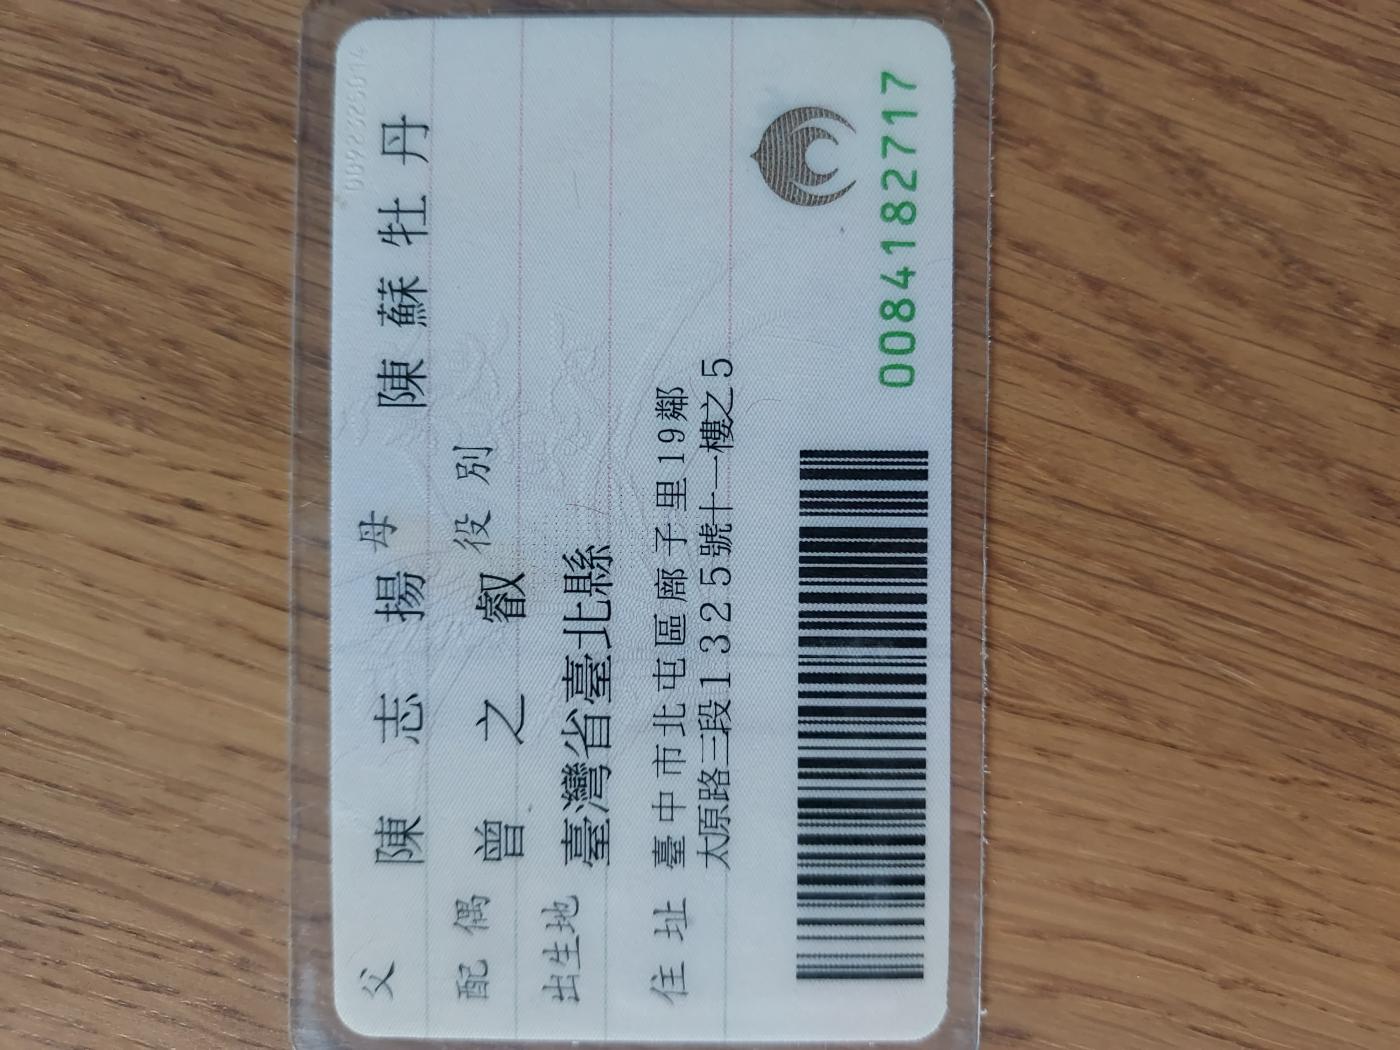 父 陳志揚 母 陳蘇牡丹
配偶 曾之叡 役別
出生地 臺灣省臺北縣
住址 臺中市北屯區廍子里19鄰
太原路三段1325號十一樓之5
0084182717